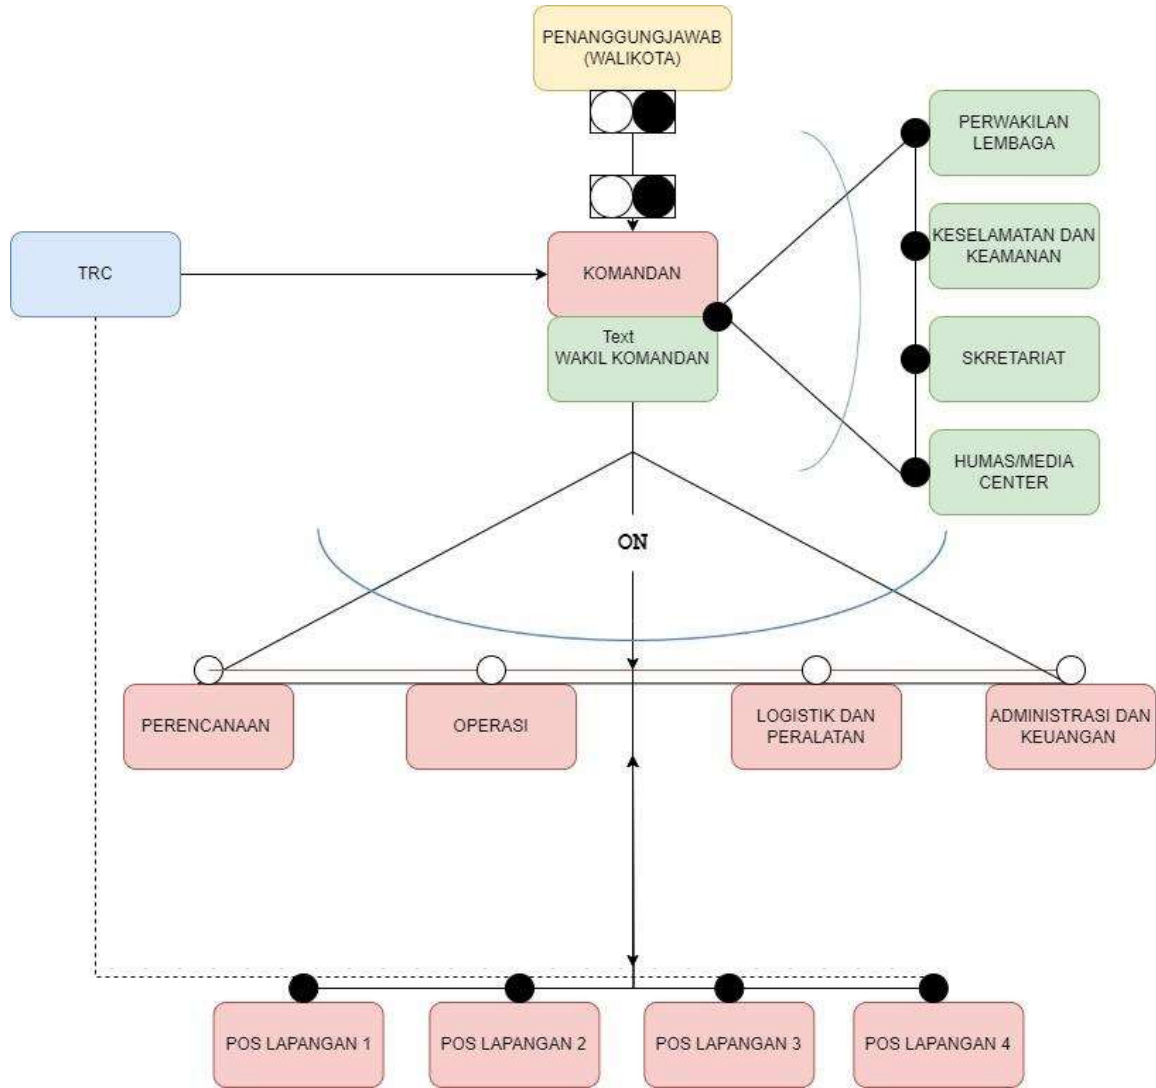 PENANGGUNGJAWAB
(WALIKOTA)
PERWAKILAN
LEMBAGA
KESELAMATAN DAN
KEAMANAN
TRC
KOMANDAN
Text
WAKIL KOMANDAN
SKRETARIAT
HUMAS/MEDIA
CENTER
ON
PERENCANAAN
OPERASI
LOGISTIK DAN
PERALATAN
ADMINISTRASI DAN
KEUANGAN
POS LAPANGAN 1
POS LAPANGAN 2
POS LAPANGAN 3
POS LAPANGAN 4